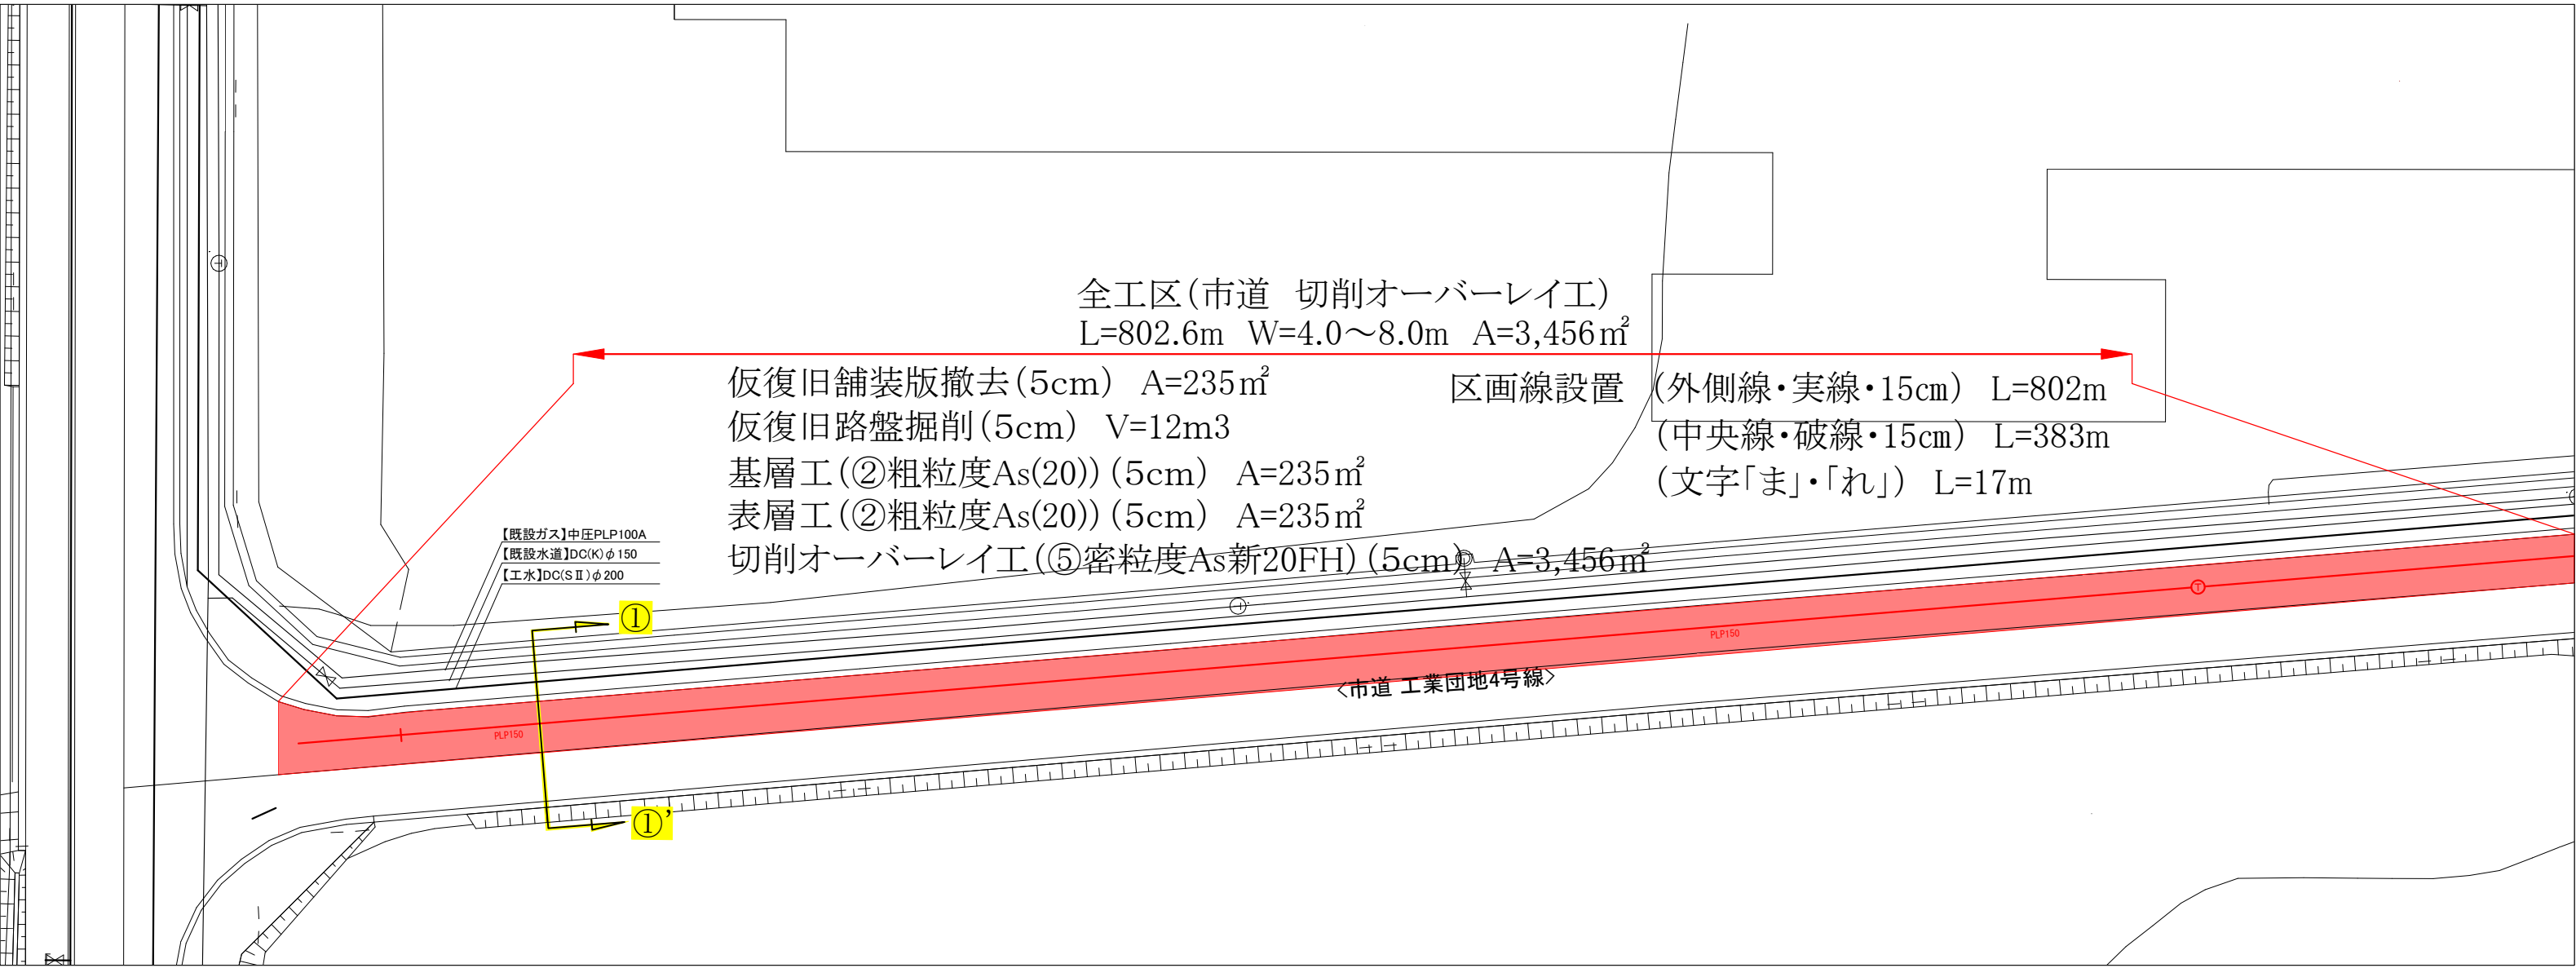 全工区(市道 切削オーバーレイ工)
L=802.6m W=4.0～8.0m A=3,456㎡
仮復旧舗装版撤去(5cm) A=235㎡
仮復旧路盤掘削(5cm) V=12m3
基層工(②粗粒度As(20))(5cm) A=235㎡
表層工(②粗粒度As(20))(5cm) A=235㎡
切削オーバーレイ工(⑤密粒度As新20FH)(5cm) A=3,456㎡
区画線設置 (外側線・実線・15㎝) L=802m
(中央線・破線・15㎝) L=383m
(文字「ま」・「れ」) L=17m
【既設ガス】中圧PLP100A
【既設水道】DC(K)φ150
【工水】DC(SⅡ)φ200
①
PLP150
T
<市道 工業団地4号線>
PLP150
①'